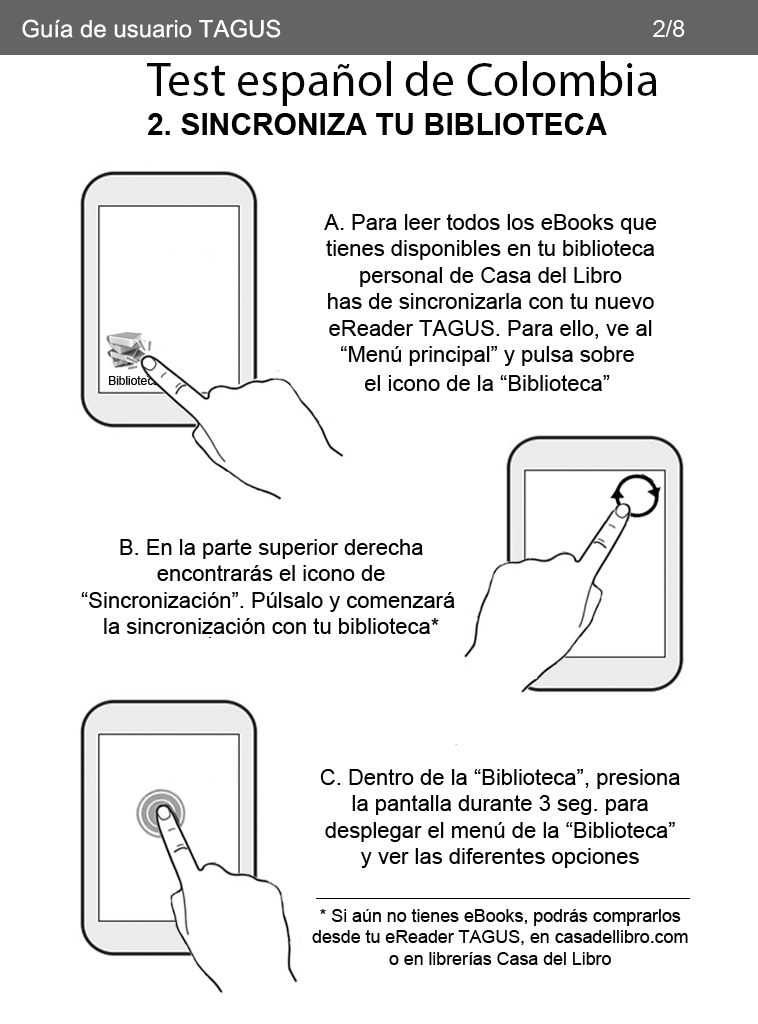 Guía de usuario TAGUS 2/8
Test español de Colombia
2. SINCRONIZA TU BIBLIOTECA
A. Para leer todos los eBooks que
tienes disponibles en tu biblioteca
personal de Casa del Libro
has de sincronizarla con tu nuevo
eReader TAGUS. Para ello, ve al
“Menú principal” y pulsa sobre
el icono de la “Biblioteca”
Bibliotec
B. En la parte superior derecha
encontrarás el icono de
“Sincronización”. Púlsalo y comenzará
la sincronización con tu biblioteca*
C. Dentro de la “Biblioteca”, presiona
la pantalla durante 3 seg. para
desplegar el menú de la “Biblioteca”
y ver las diferentes opciones
* Si aún no tienes eBooks, podrás comprarlos
desde tu eReader TAGUS, en casadellibro.com
o en librerías Casa del Libro